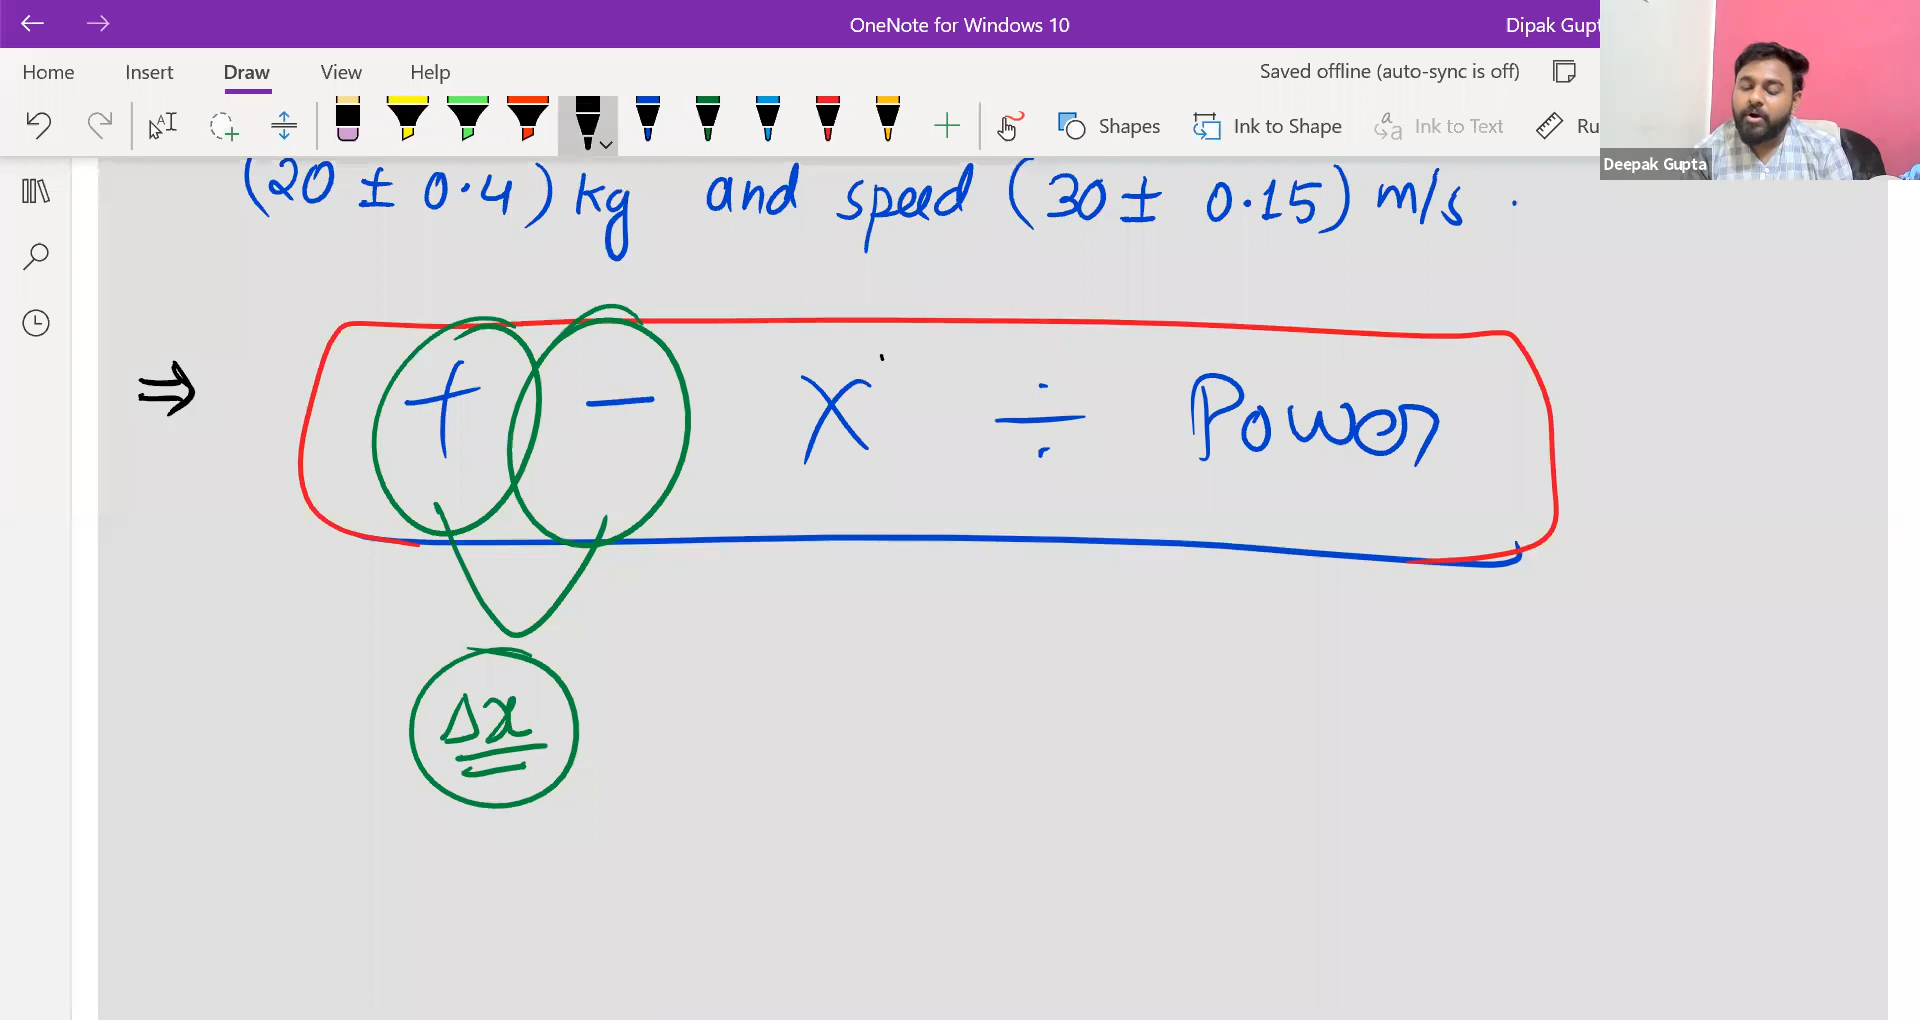 OneNote for Windows 10
Dipak Gupt
Home Insert Draw View Help
Saved offline (auto-sync is off)
Shapes Ink to Shape Ink to Text Ru
Deepak Gupta
(20 ± 0.4) kg and speed (30 ± 0.15) m/s .
⇒ + − × ÷ Power
Δx